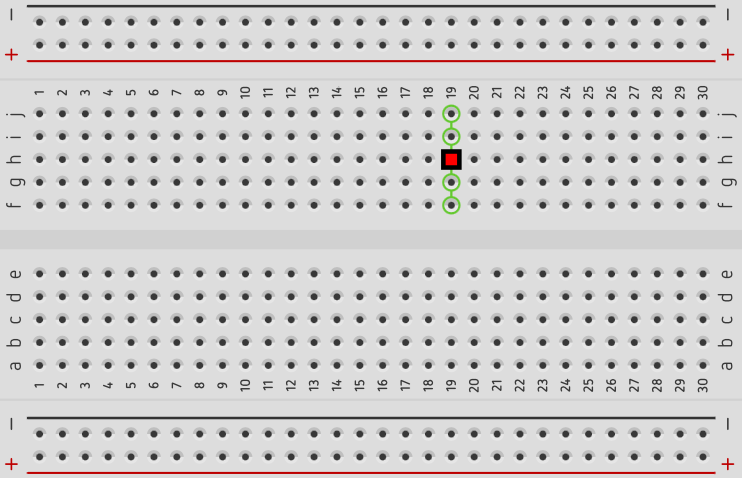 − −
+ +
1 2 3 4 5 6 7 8 9 10 11 12 13 14 15 16 17 18 19 20 21 22 23 24 25 26 27 28 29 30
j j
i i
h h
g g
f f
e e
d d
c c
b b
a a
1 2 3 4 5 6 7 8 9 10 11 12 13 14 15 16 17 18 19 20 21 22 23 24 25 26 27 28 29 30
− −
+ +